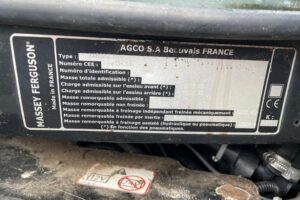 MASSEY FERGUSON
Made in FRANCE
AGCO S.A Beauvais FRANCE
Type :
Numéro CEE :
Numéro d'identification :
Masse totale admissible (*) :
Charge admissible sur l'essieu avant (*) :
Charge admissible sur l'essieu arrière (*) :
Masse remorquable admissible :
Masse remorquable non freinée :
Masse remorquable à freinage indépendant freinée mécaniquement :
Masse remorquable freinée par inertie :
Masse remorquable à freinage assisté (hydraulique ou pneumatique) :
(*) En fonction des pneumatiques.
C :
K :